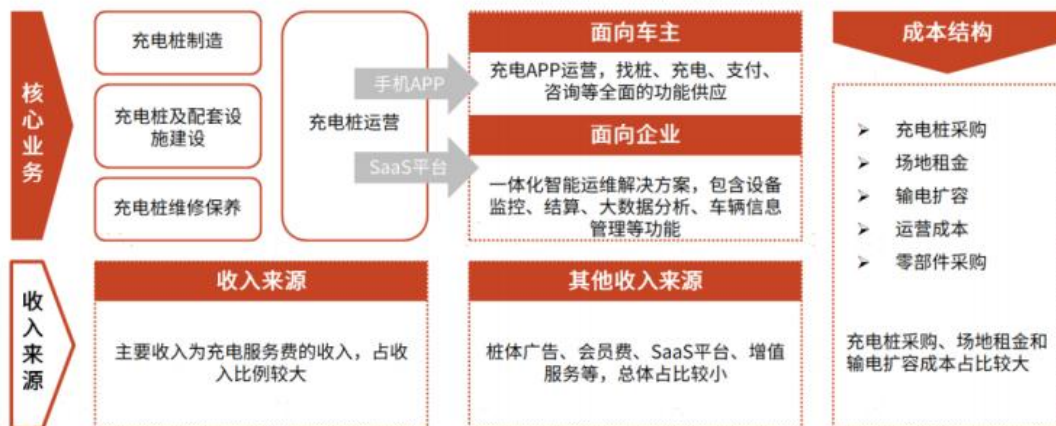 核心业务
充电桩制造
充电桩及配套设
施建设
充电桩维修保养
充电桩运营
手机APP
SaaS平台
面向车主
充电APP运营，找桩、充电、支付、
咨询等全面的功能供应
面向企业
一体化智能运维解决方案，包含设备
监控、结算、大数据分析、车辆信息
管理等功能
收入来源
收入来源
主要收入为充电服务费的收入，占收
入比例较大
其他收入来源
桩体广告、会员费、SaaS平台、增值
服务等，总体占比较小
成本结构
➢ 充电桩采购
➢ 场地租金
➢ 输电扩容
➢ 运营成本
➢ 零部件采购
充电桩采购、场地租金和
输电扩容成本占比较大